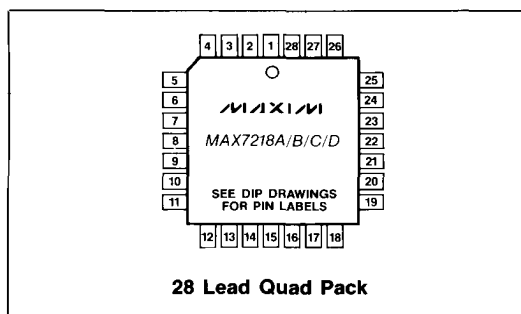 4 3 2 1 28 27 26
5 25
6 24
MAXIM
7 23
MAX7218A/B/C/D
8 22
9 21
10 20
SEE DIP DRAWINGS
11 19
FOR PIN LABELS
12 13 14 15 16 17 18
28 Lead Quad Pack